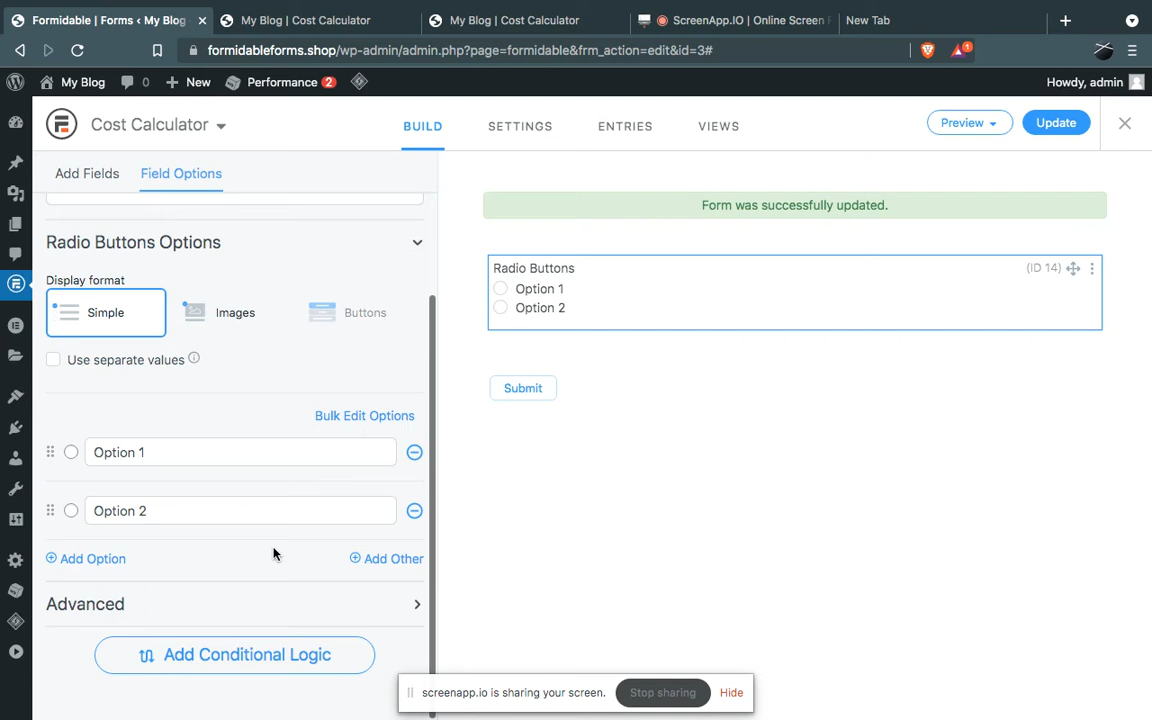 Formidable | Forms ‹ My Blog
My Blog | Cost Calculator
My Blog | Cost Calculator
ScreenApp.IO | Online Screen
New Tab
formidableforms.shop/wp-admin/admin.php?page=formidable&frm_action=edit&id=3#
1
My Blog
0
New
Performance 2
Howdy, admin
Cost Calculator
BUILD
SETTINGS
ENTRIES
VIEWS
Preview
Update
Add Fields
Field Options
Form was successfully updated.
Radio Buttons Options
Display format
Simple
Images
Buttons
Use separate values
Bulk Edit Options
Option 1
Option 2
Add Option
Add Other
Advanced
Add Conditional Logic
Radio Buttons
(ID 14)
Option 1
Option 2
Submit
screenapp.io is sharing your screen.
Stop sharing
Hide